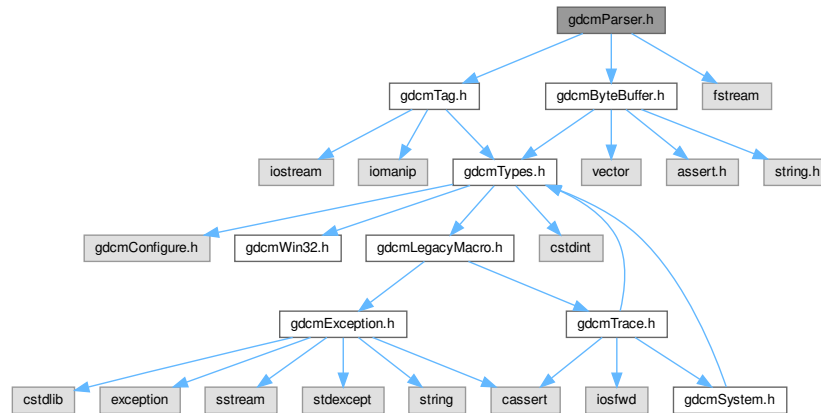 gdcmParser.h
gdcmTag.h
gdcmByteBuffer.h
fstream
iostream
iomanip
gdcmTypes.h
vector
assert.h
string.h
gdcmConfigure.h
gdcmWin32.h
gdcmLegacyMacro.h
cstdint
gdcmException.h
gdcmTrace.h
cstdlib
exception
sstream
stdexcept
string
cassert
iosfwd
gdcmSystem.h